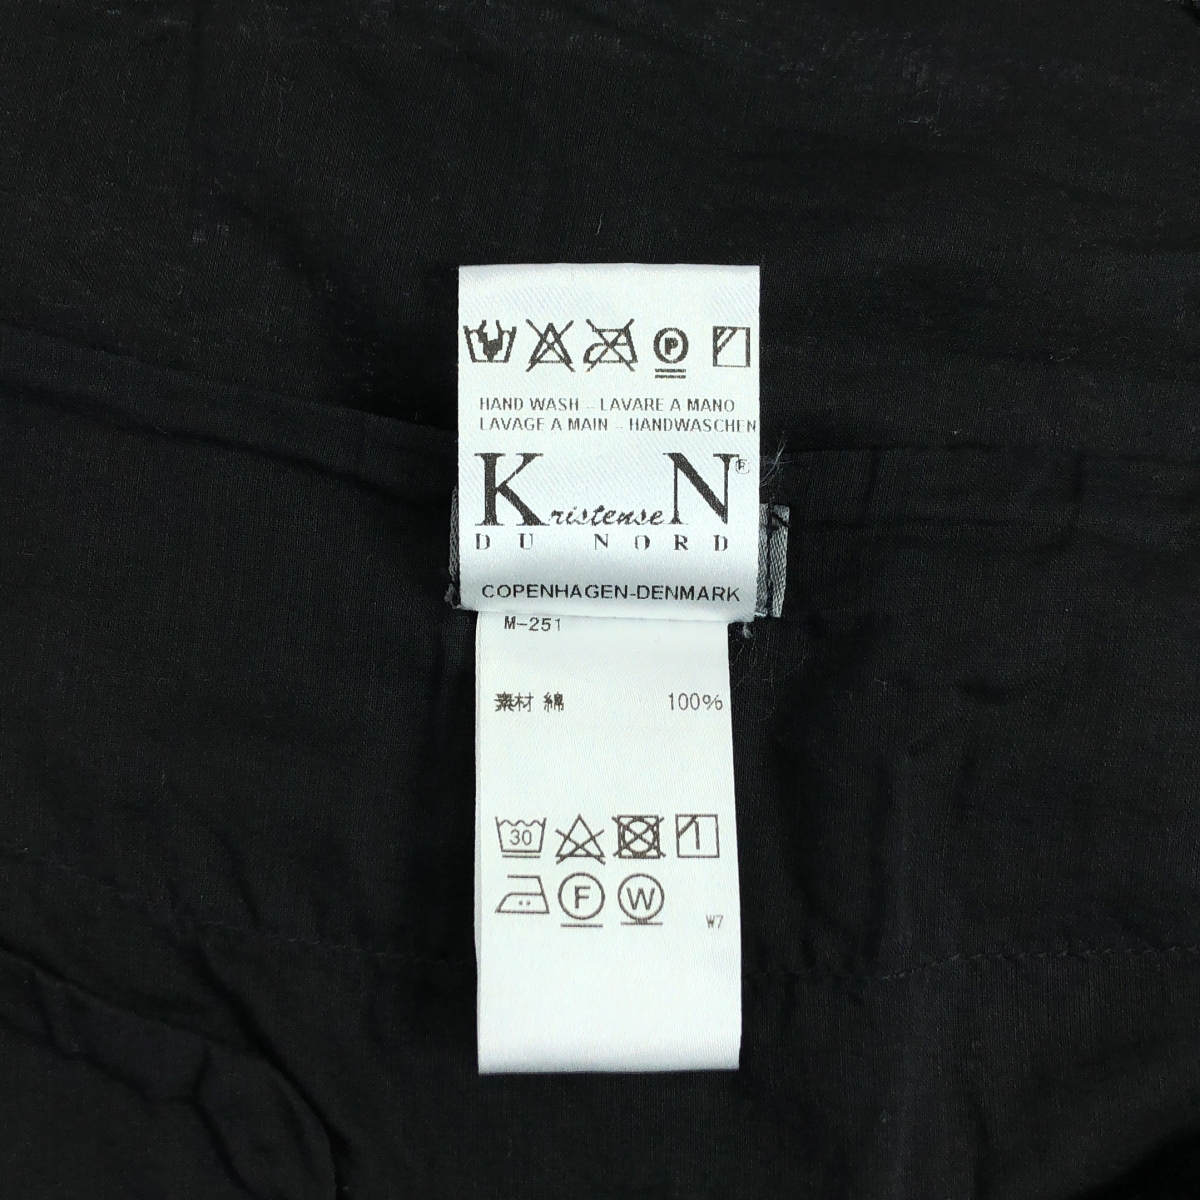 P
HAND WASH - LAVARE A MANO
LAVAGE A MAIN - HANDWASCHEN
KristenseN®
DU NORD
COPENHAGEN-DENMARK
M-251
素材 綿 100%
30
F W
W7